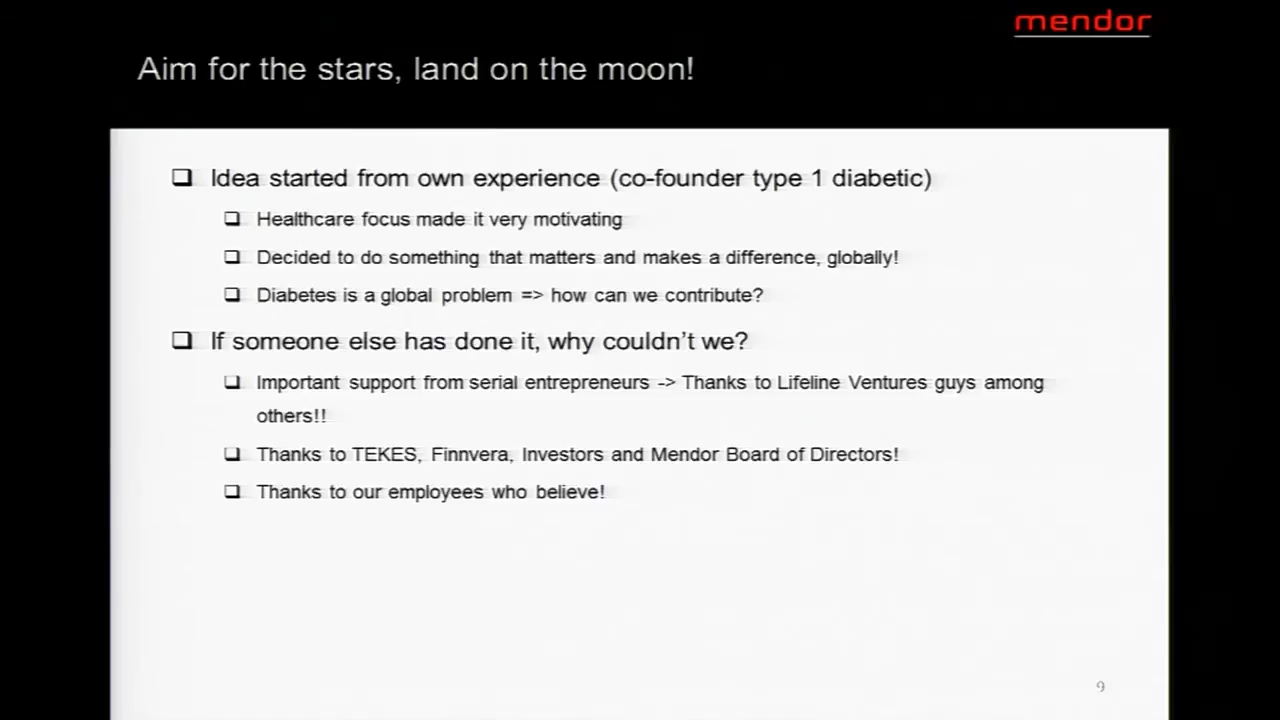 mendor
Aim for the stars, land on the moon!
Idea started from own experience (co-founder type 1 diabetic)
Healthcare focus made it very motivating
Decided to do something that matters and makes a difference, globally!
Diabetes is a global problem => how can we contribute?
If someone else has done it, why couldn't we?
Important support from serial entrepreneurs -> Thanks to Lifeline Ventures guys among
others!!
Thanks to TEKES, Finnvera, Investors and Mendor Board of Directors!
Thanks to our employees who believe!
9